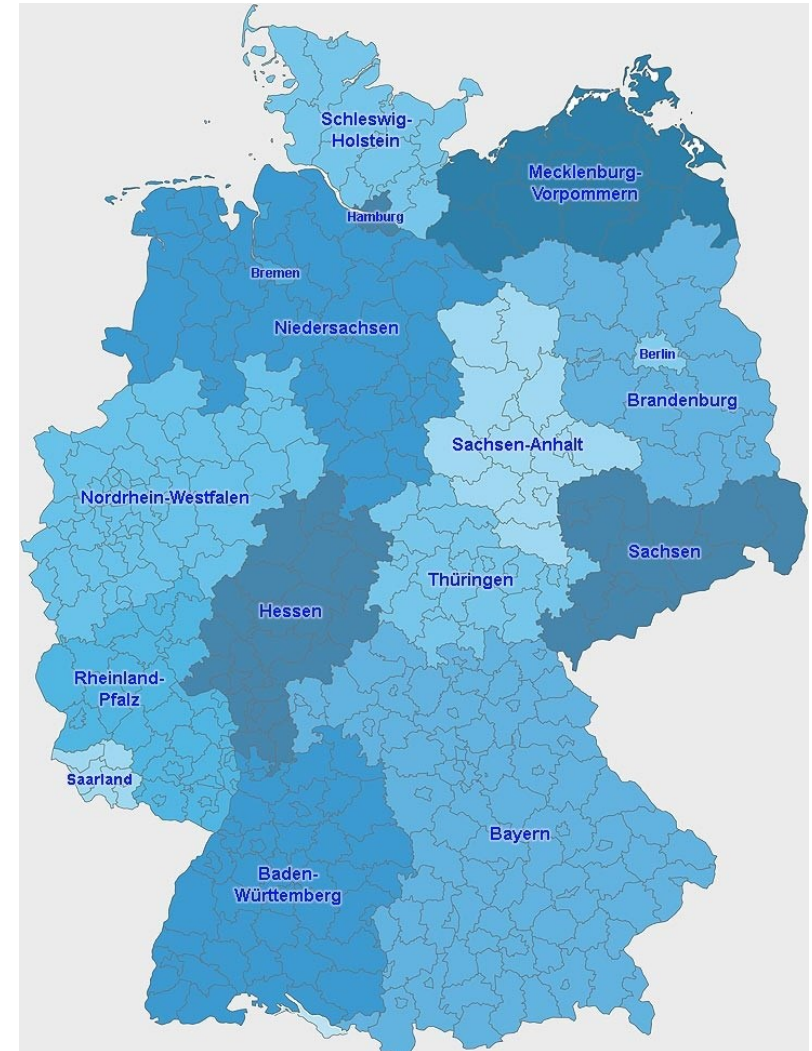 Schleswig-
Holstein
Mecklenburg-
Vorpommern
Hamburg
Bremen
Niedersachsen
Berlin
Brandenburg
Sachsen-Anhalt
Nordrhein-Westfalen
Sachsen
Thüringen
Hessen
Rheinland-
Pfalz
Saarland
Bayern
Baden-
Württemberg